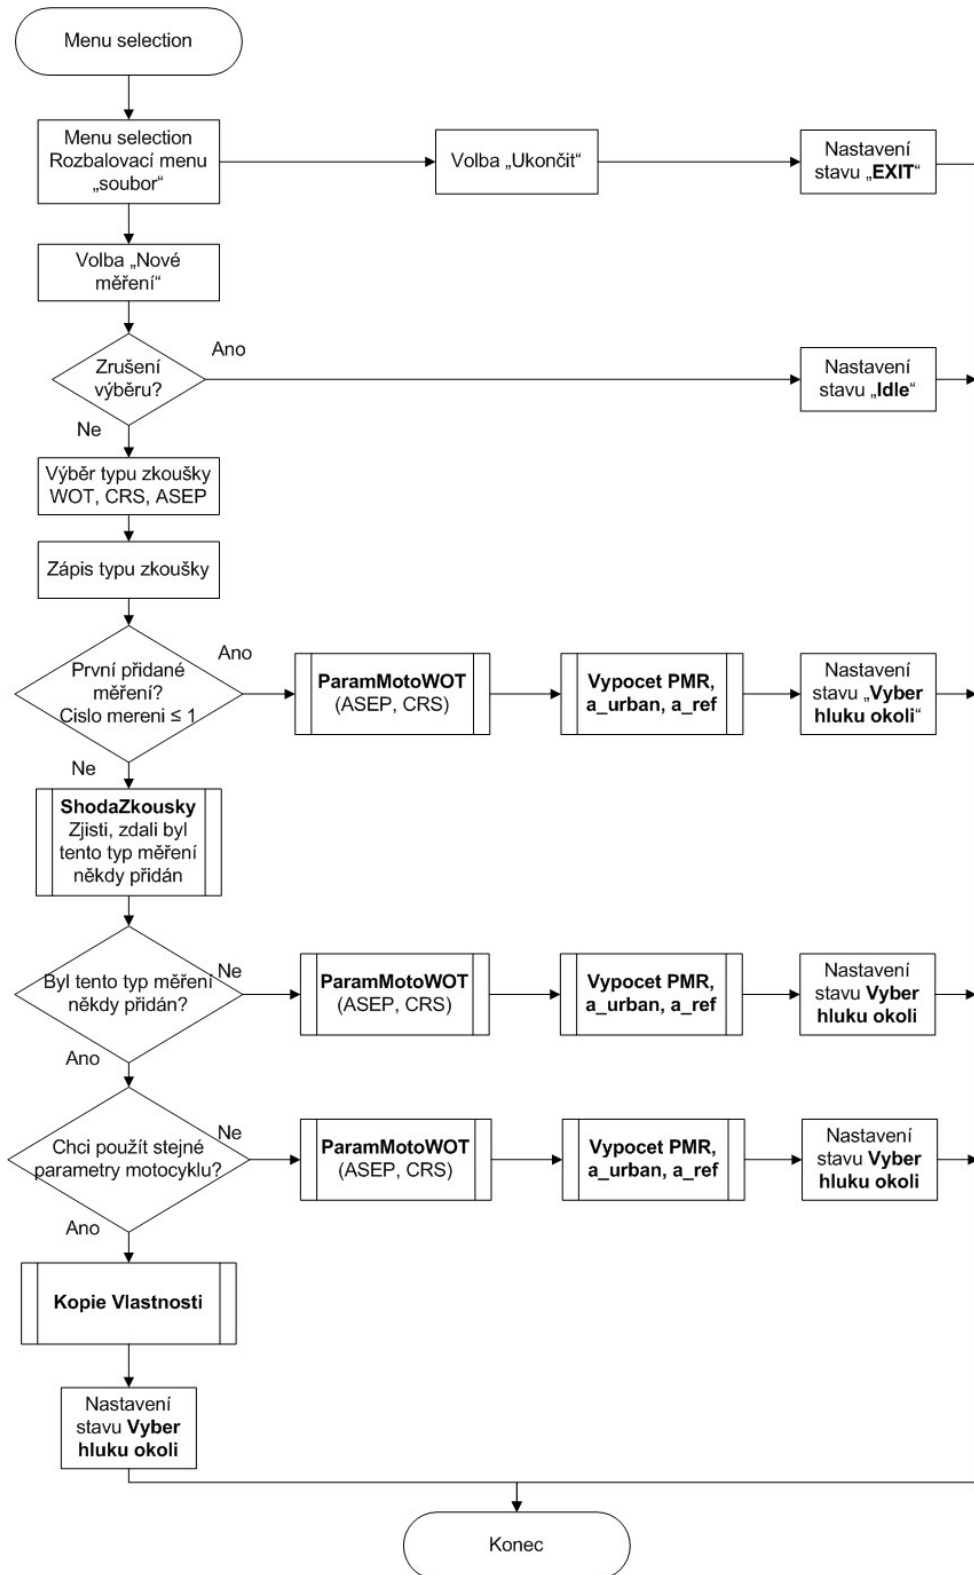 Menu selection
Menu selection
Rozbalovací menu
„soubor“
Volba „Ukončit“
Nastavení
stavu „EXIT“
Volba „Nové
měření“
Zrušení
výběru?
Ano
Nastavení
stavu „Idle“
Ne
Výběr typu zkoušky
WOT, CRS, ASEP
Zápis typu zkoušky
První přidané
měření?
Cislo mereni ≤ 1
Ano
ParamMotoWOT
(ASEP, CRS)
Vypocet PMR,
a_urban, a_ref
Nastavení
stavu „Vyber
hluku okoli“
Ne
ShodaZkousky
Zjisti, zdali byl
tento typ měření
někdy přidán
Byl tento typ měření
někdy přidán?
Ne
ParamMotoWOT
(ASEP, CRS)
Vypocet PMR,
a_urban, a_ref
Nastavení
stavu Vyber
hluku okoli
Ano
Chci použít stejné
parametry motocyklu?
Ne
ParamMotoWOT
(ASEP, CRS)
Vypocet PMR,
a_urban, a_ref
Nastavení
stavu Vyber
hluku okoli
Ano
Kopie Vlastnosti
Nastavení
stavu Vyber
hluku okoli
Konec